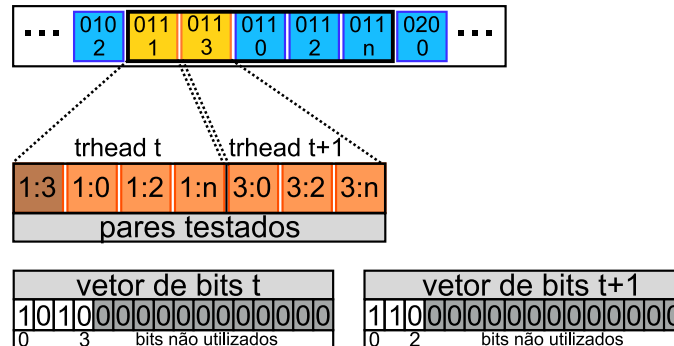 ... 010 011 011 011 011 011 020 ...
2 1 3 0 2 n 0
trhead t trhead t+1
1:3 1:0 1:2 1:n 3:0 3:2 3:n
pares testados
vetor de bits t vetor de bits t+1
1010000000000000 110000000000000
0 3 bits não utilizados 0 2 bits não utilizados